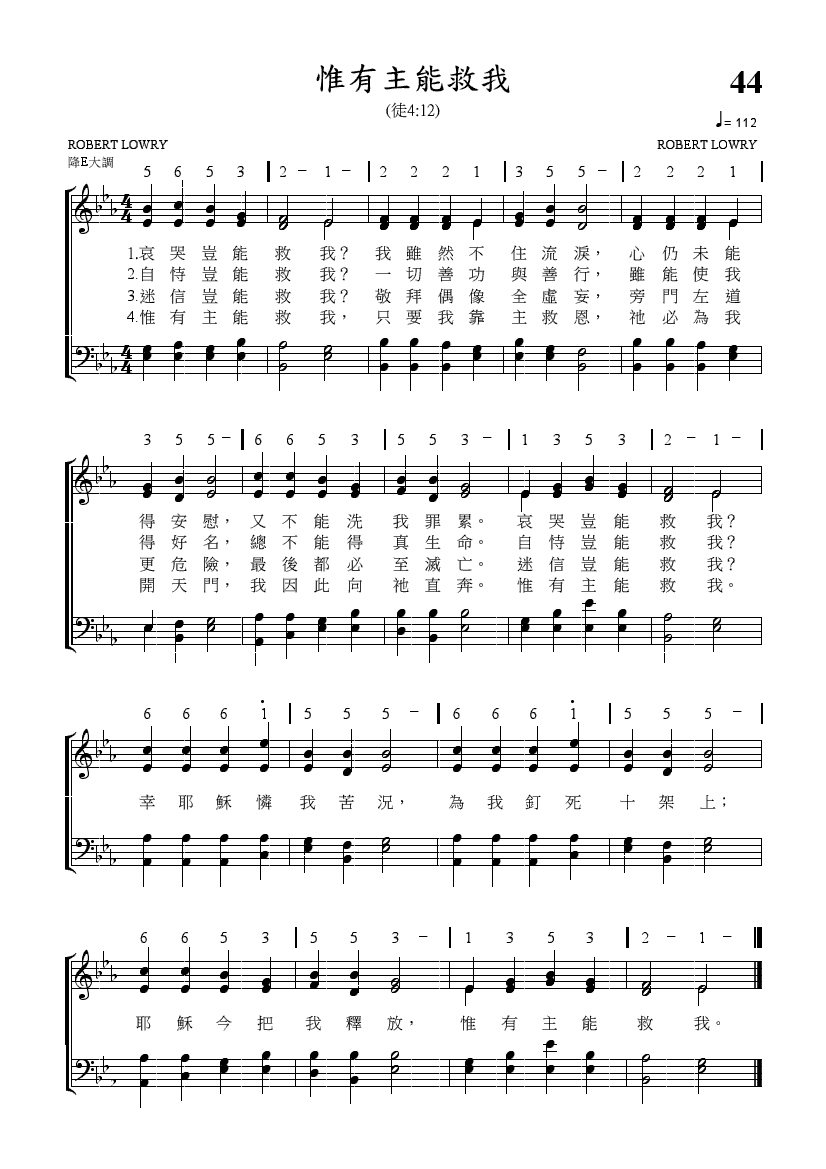 惟有主能救我
44
(徒4:12)
♩= 112
ROBERT LOWRY ROBERT LOWRY
降E大調
5 6 5 3 | 2 – 1 – | 2 2 2 1 | 3 5 5 – | 2 2 2 1 |
1.哀哭豈能救我？我雖然不住流淚，心仍未能
2.自恃豈能救我？一切善功與善行，雖能使我
3.迷信豈能救我？敬拜偶像全虛妄，旁門左道
4.惟有主能救我，只要我靠主救恩，祂必為我
3 5 5 – | 6 6 5 3 | 5 5 3 – | 1 3 5 3 | 2 – 1 – |
得安慰，又不能洗我罪累。哀哭豈能救我？
得好名，總不能得真生命。自恃豈能救我？
更危險，最後都必至滅亡。迷信豈能救我？
開天門，我因此向祂直奔。惟有主能救我。
6 6 6 1̇ | 5 5 5 – | 6 6 6 1̇ | 5 5 5 – |
幸耶穌憐我苦況，為我釘死十架上；
6 6 5 3 | 5 5 3 – | 1 3 5 3 | 2 – 1 – ‖
耶穌今把我釋放，惟有主能救我。